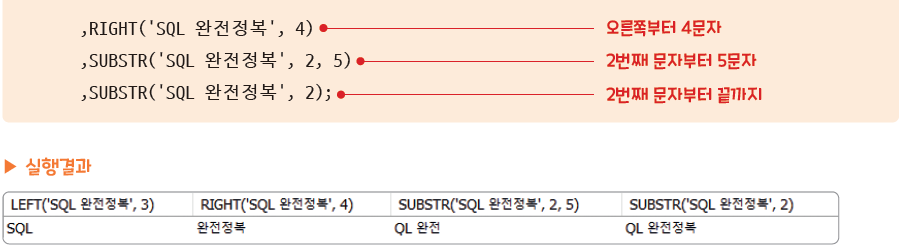 ,RIGHT('SQL 완전정복', 4) 오른쪽부터 4문자
,SUBSTR('SQL 완전정복', 2, 5) 2번째 문자부터 5문자
,SUBSTR('SQL 완전정복', 2); 2번째 문자부터 끝까지
▶ 실행결과
LEFT('SQL 완전정복', 3) RIGHT('SQL 완전정복', 4) SUBSTR('SQL 완전정복', 2, 5) SUBSTR('SQL 완전정복', 2)
SQL 완전정복 QL 완전 QL 완전정복